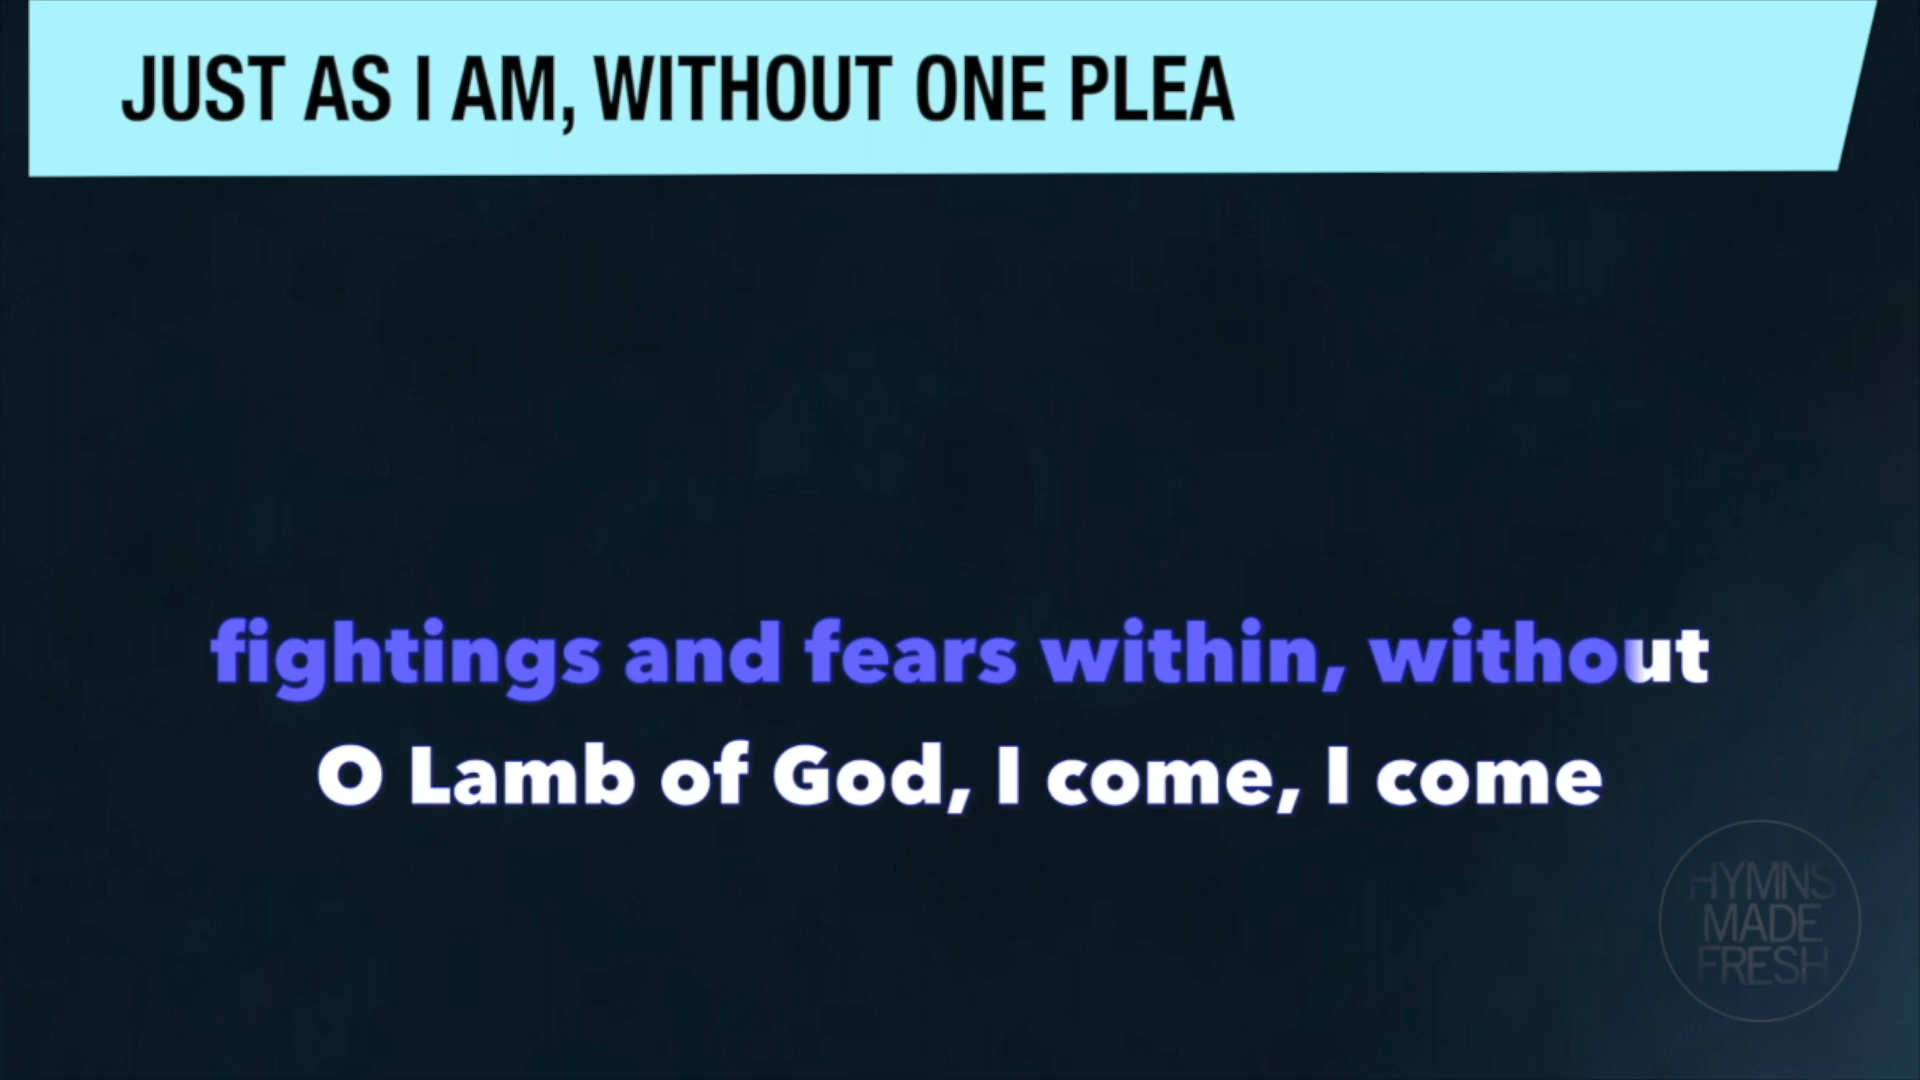 JUST AS I AM, WITHOUT ONE PLEA
fightings and fears within, without
O Lamb of God, I come, I come
HYMNS
MADE
FRESH